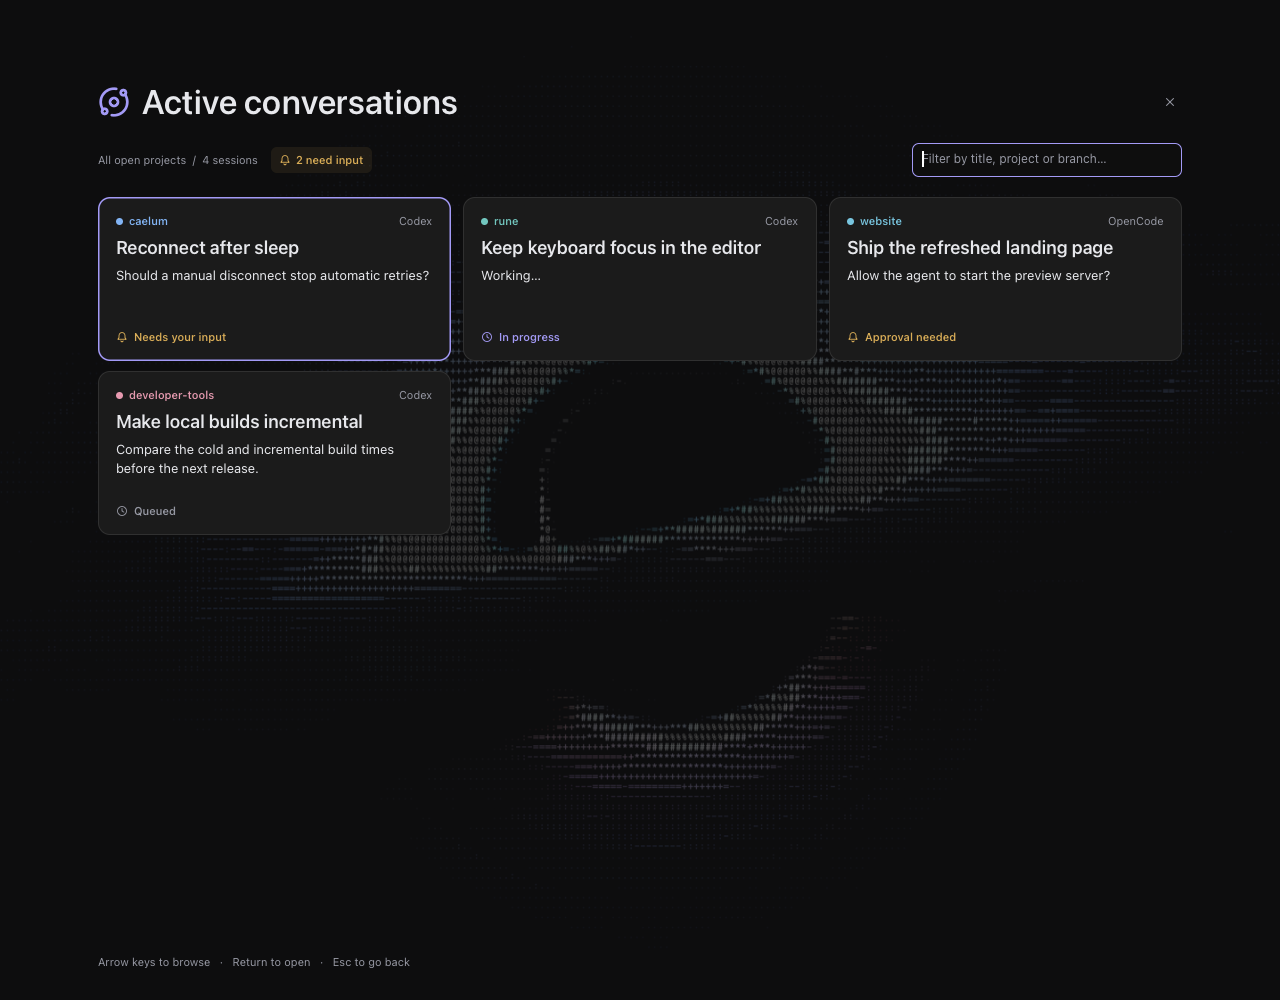 Active conversations
All open projects / 4 sessions
2 need input
Filter by title, project or branch...
caelum
Codex
Reconnect after sleep
Should a manual disconnect stop automatic retries?
Needs your input
rune
Codex
Keep keyboard focus in the editor
Working...
In progress
website
OpenCode
Ship the refreshed landing page
Allow the agent to start the preview server?
Approval needed
developer-tools
Codex
Make local builds incremental
Compare the cold and incremental build times
before the next release.
Queued
Arrow keys to browse · Return to open · Esc to go back